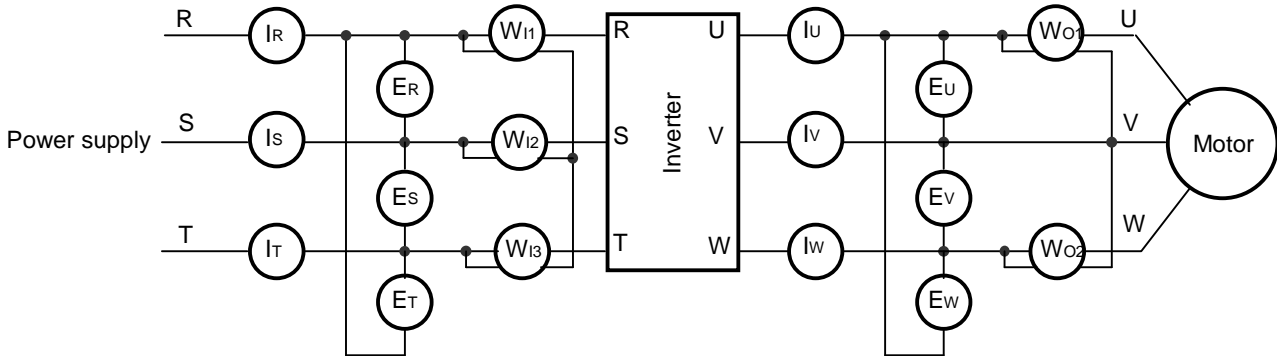 R
IR
WI1
R
U
IU
WO1
U
ER
EU
Power supply
S
IS
WI2
S
Inverter
V
IV
V
Motor
ES
EV
T
IT
WI3
T
W
IW
WO2
W
ET
EW